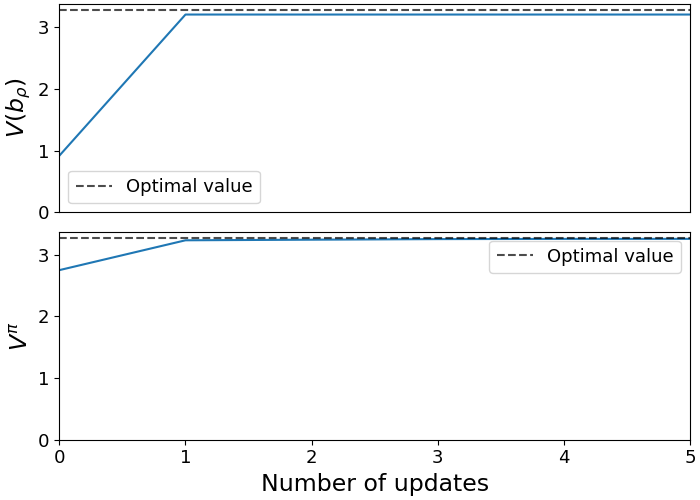 3
2
1
0
V(b_ρ)
Optimal value
3
2
1
0
V^π
Optimal value
0 1 2 3 4 5
Number of updates